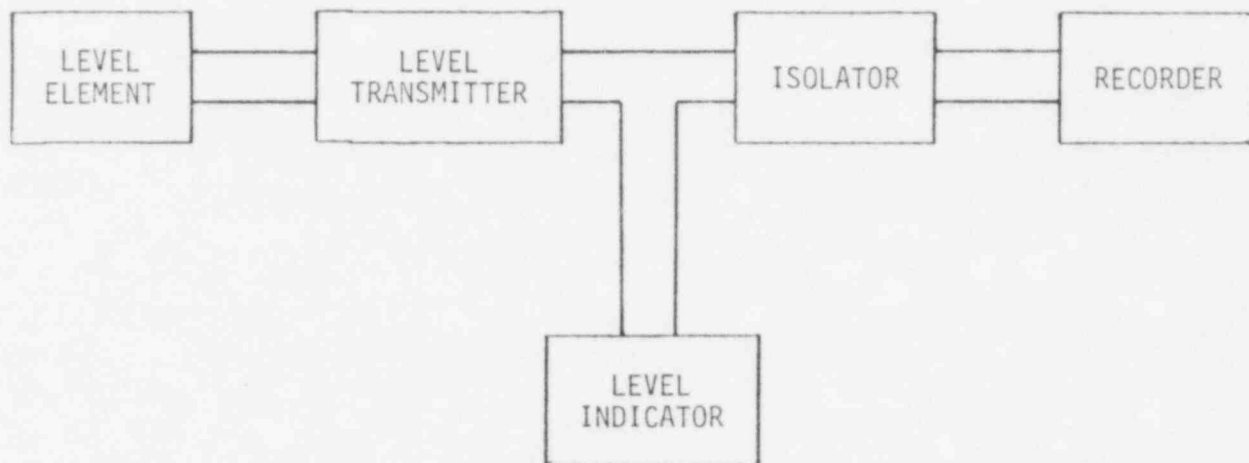 LEVEL
ELEMENT
LEVEL
TRANSMITTER
ISOLATOR
RECORDER
LEVEL
INDICATOR